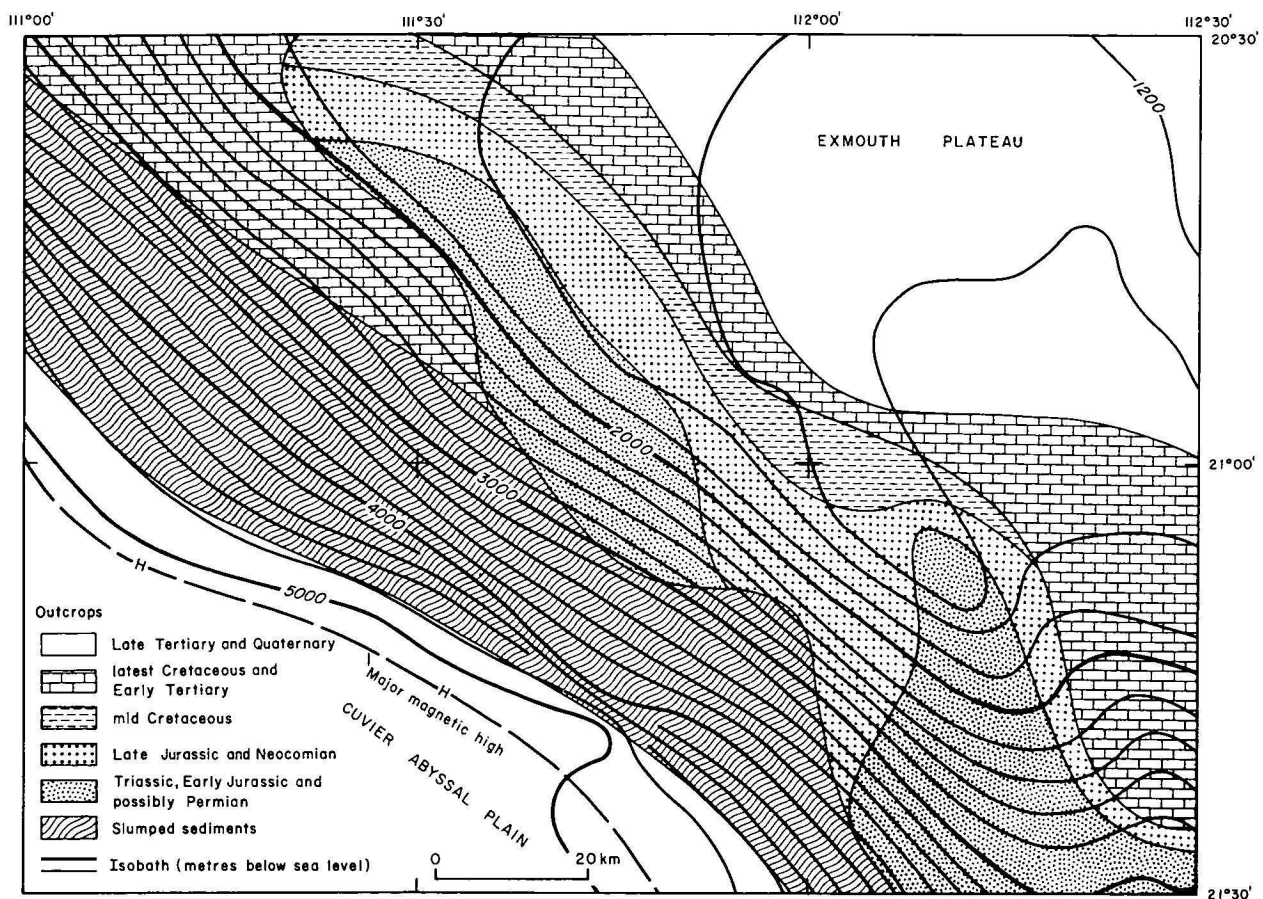 111°00'
111°30'
112°00'
112°30'
20°30'
1200
EXMOUTH PLATEAU
2000
21°00'
3000
4000
H
5000
H
Major magnetic high
CUVIER ABYSSAL PLAIN
Outcrops
Late Tertiary and Quaternary
latest Cretaceous and
Early Tertiary
mid Cretaceous
Late Jurassic and Neocomian
Triassic, Early Jurassic and
possibly Permian
Slumped sediments
Isobath (metres below sea level)
0 20 km
21°30'